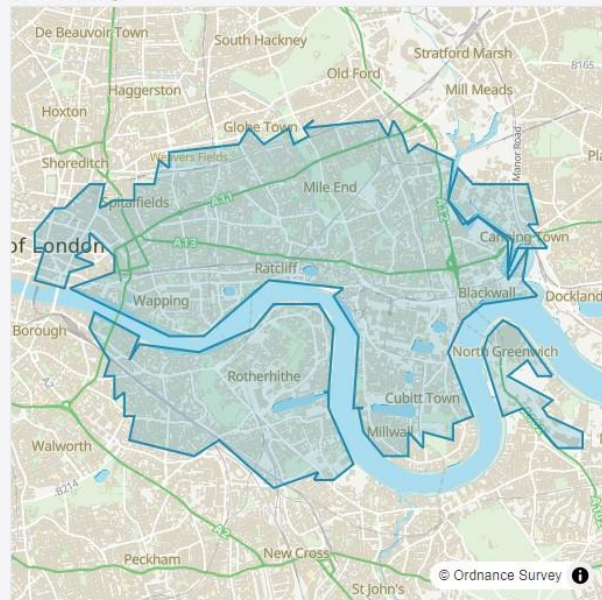 De Beauvoir Town
South Hackney
Stratford Marsh
B165
Old Ford
Haggerston
Mill Meads
Hoxton
Globe Town
Manor Road
Shoreditch
Weavers Fields
Mile End
Spitalfields
A11
A12
of London
A13
Canning Town
Ratcliff
Wapping
Blackwall
Dockland
Borough
North Greenwich
Rotherhithe
Cubitt Town
Millwall
Walworth
B214
A2
Peckham
New Cross
St John's
© Ordnance Survey